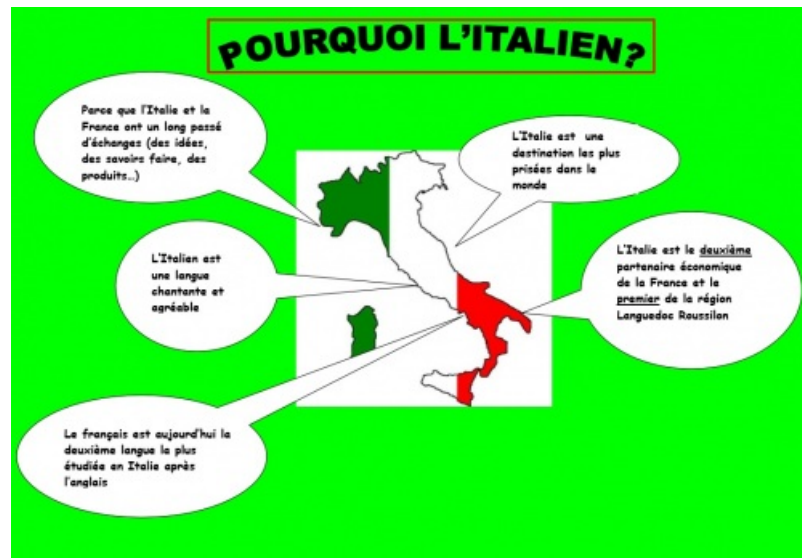 POURQUOI L'ITALIEN?
Parce que l'Italie et la
France ont un long passé
d'échanges (des idées,
des savoirs faire, des
produits…)
L'Italie est une
destination les plus
prisées dans le
monde
L'Italien est
une langue
chantante et
agréable
L'Italie est le deuxième
partenaire économique
de la France et le
premier de la région
Languedoc Roussilon
Le français est aujourd'hui la
deuxième langue la plus
étudiée en Italie après
l'anglais